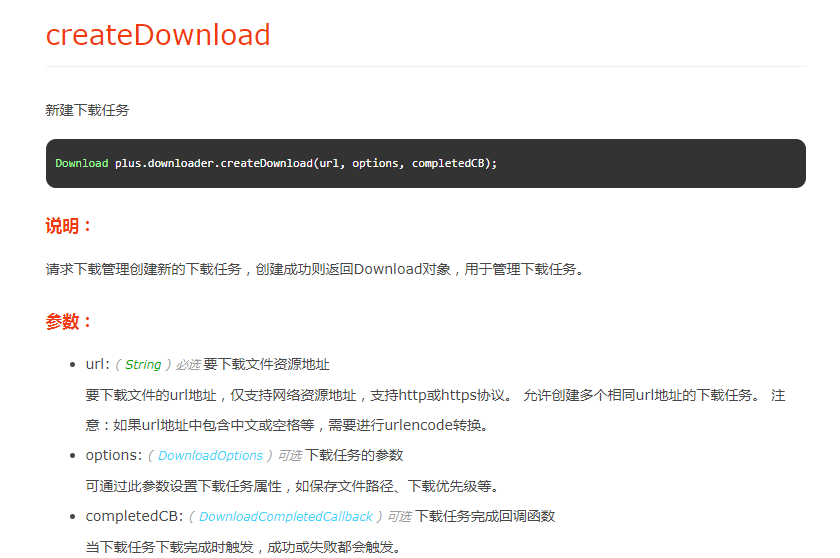 createDownload
新建下载任务
Download plus.downloader.createDownload(url, options, completedCB);
说明：
请求下载管理创建新的下载任务，创建成功则返回Download对象，用于管理下载任务。
参数：
• url: ( String ) 必选 要下载文件资源地址
要下载文件的url地址，仅支持网络资源地址，支持http或https协议。 允许创建多个相同url地址的下载任务。 注
意：如果url地址中包含中文或空格等，需要进行urlencode转换。
• options: ( DownloadOptions ) 可选 下载任务的参数
可通过此参数设置下载任务属性，如保存文件路径、下载优先级等。
• completedCB: ( DownloadCompletedCallback ) 可选 下载任务完成回调函数
当下载任务下载完成时触发，成功或失败都会触发。